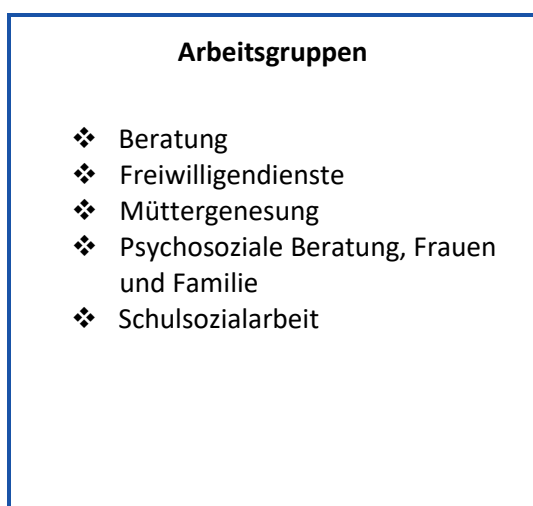 Arbeitsgruppen
❖ Beratung
❖ Freiwilligendienste
❖ Müttergenesung
❖ Psychosoziale Beratung, Frauen
und Familie
❖ Schulsozialarbeit